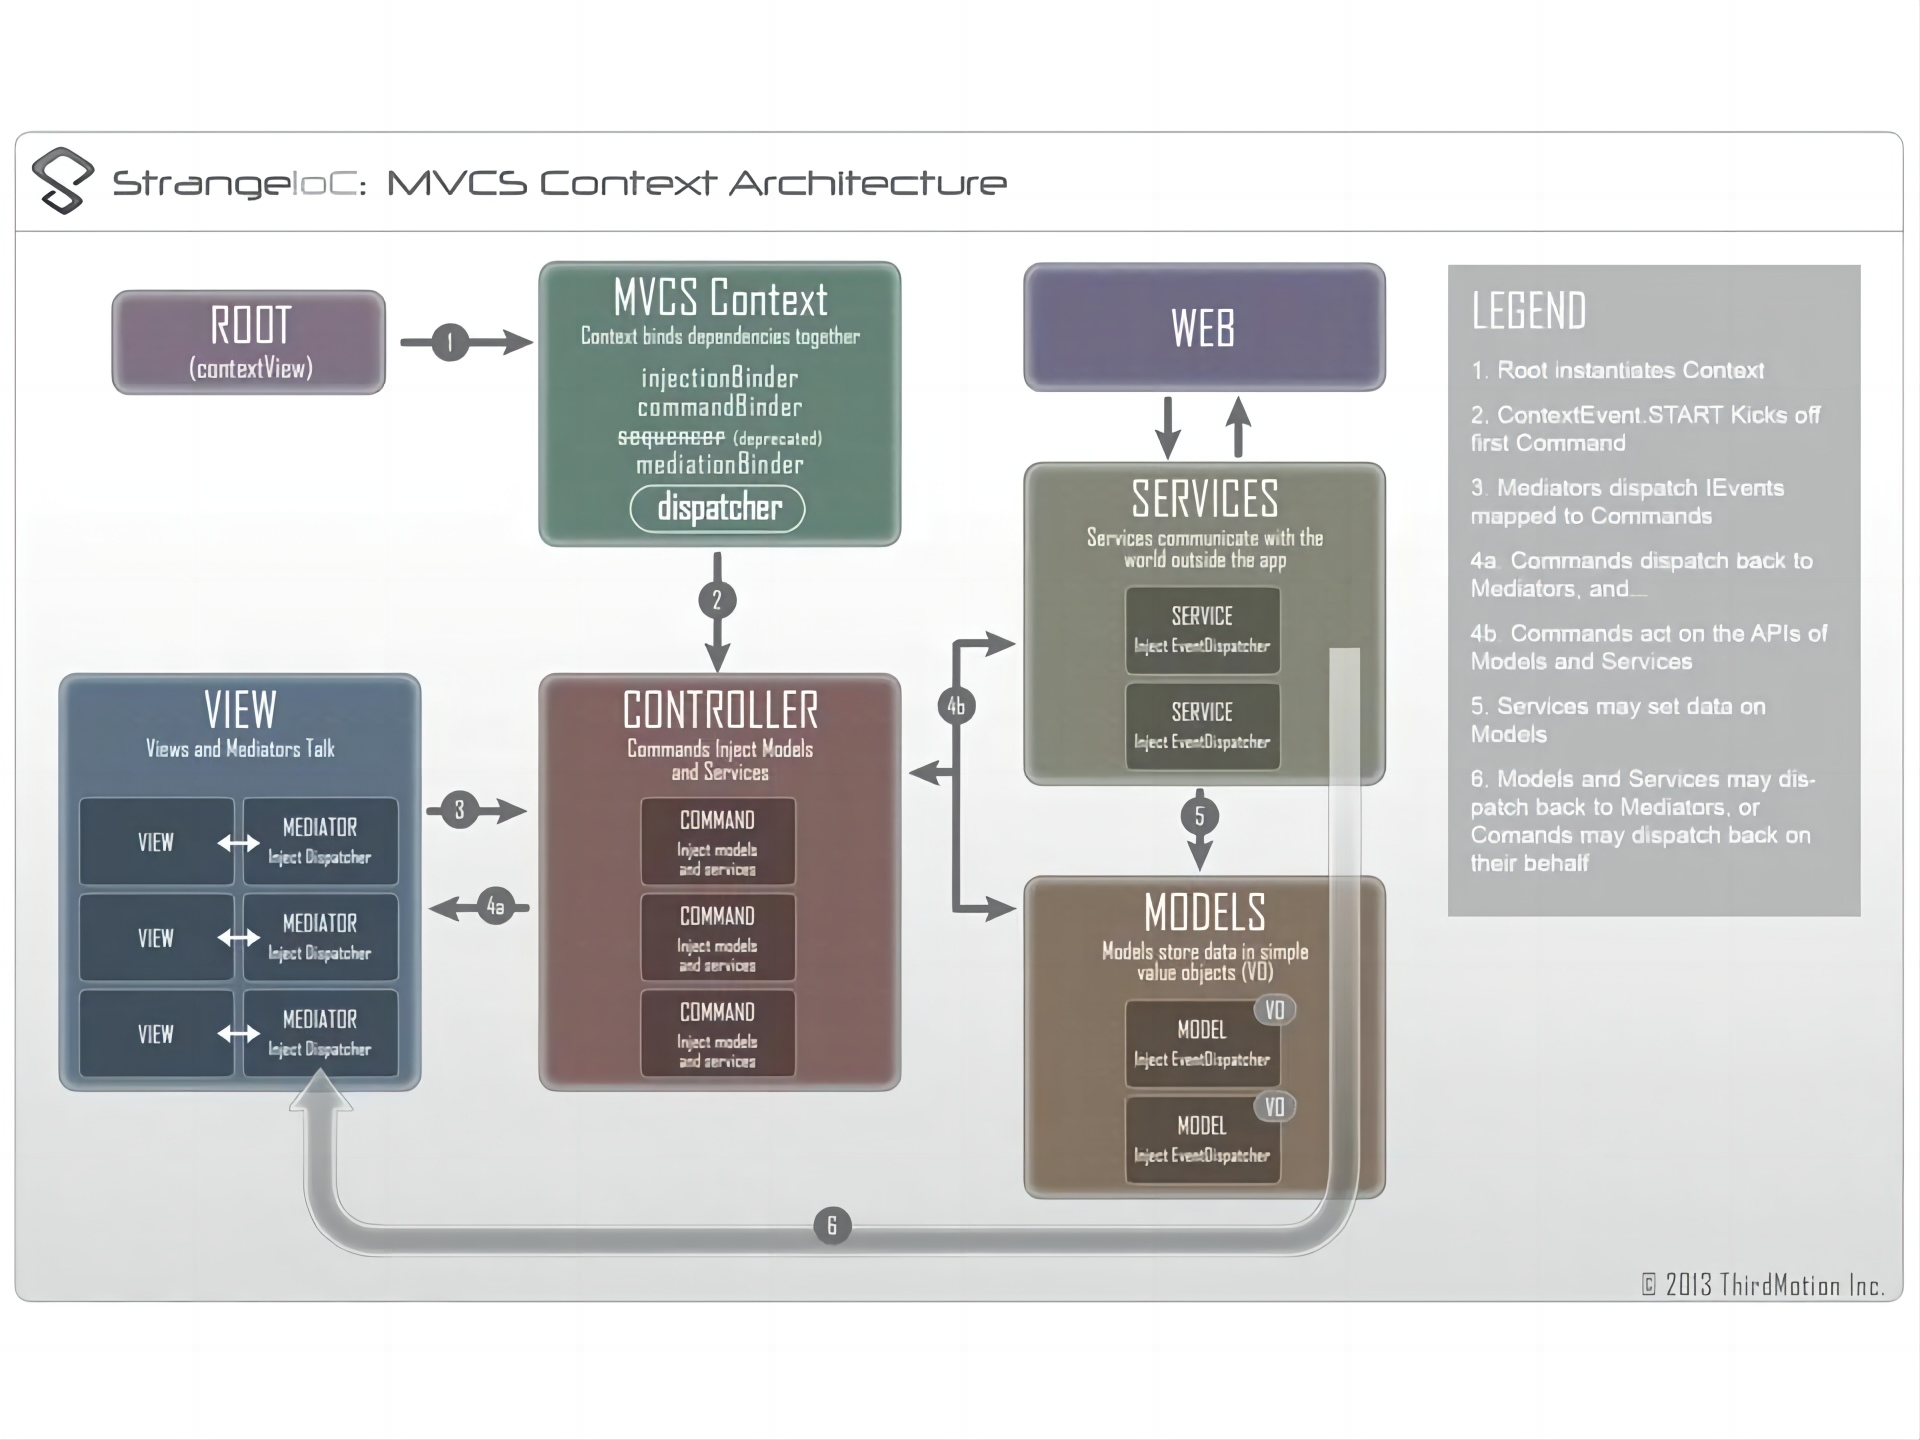 StrangeIoC: MVCS Context Architecture
ROOT
(contextView)
1
MVCS Context
Context binds dependencies together
injectionBinder
commandBinder
sequencer (deprecated)
mediationBinder
dispatcher
2
WEB
SERVICES
Services communicate with the
world outside the app
SERVICE
Inject EventDispatcher
SERVICE
Inject EventDispatcher
VIEW
Views and Mediators Talk
VIEW
MEDIATOR
Inject Dispatcher
VIEW
MEDIATOR
Inject Dispatcher
VIEW
MEDIATOR
Inject Dispatcher
3
4a
CONTROLLER
Commands Inject Models
and Services
COMMAND
Inject models
and services
COMMAND
Inject models
and services
COMMAND
Inject models
and services
4b
5
MODELS
Models store data in simple
value objects (VO)
VO
MODEL
Inject EventDispatcher
VO
MODEL
Inject EventDispatcher
6
LEGEND
1. Root instantiates Context
2. ContextEvent.START Kicks off
first Command
3. Mediators dispatch IEvents
mapped to Commands
4a. Commands dispatch back to
Mediators, and...
4b. Commands act on the APIs of
Models and Services
5. Services may set data on
Models
6. Models and Services may dis-
patch back to Mediators, or
Comands may dispatch back on
their behalf
© 2013 ThirdMotion Inc.